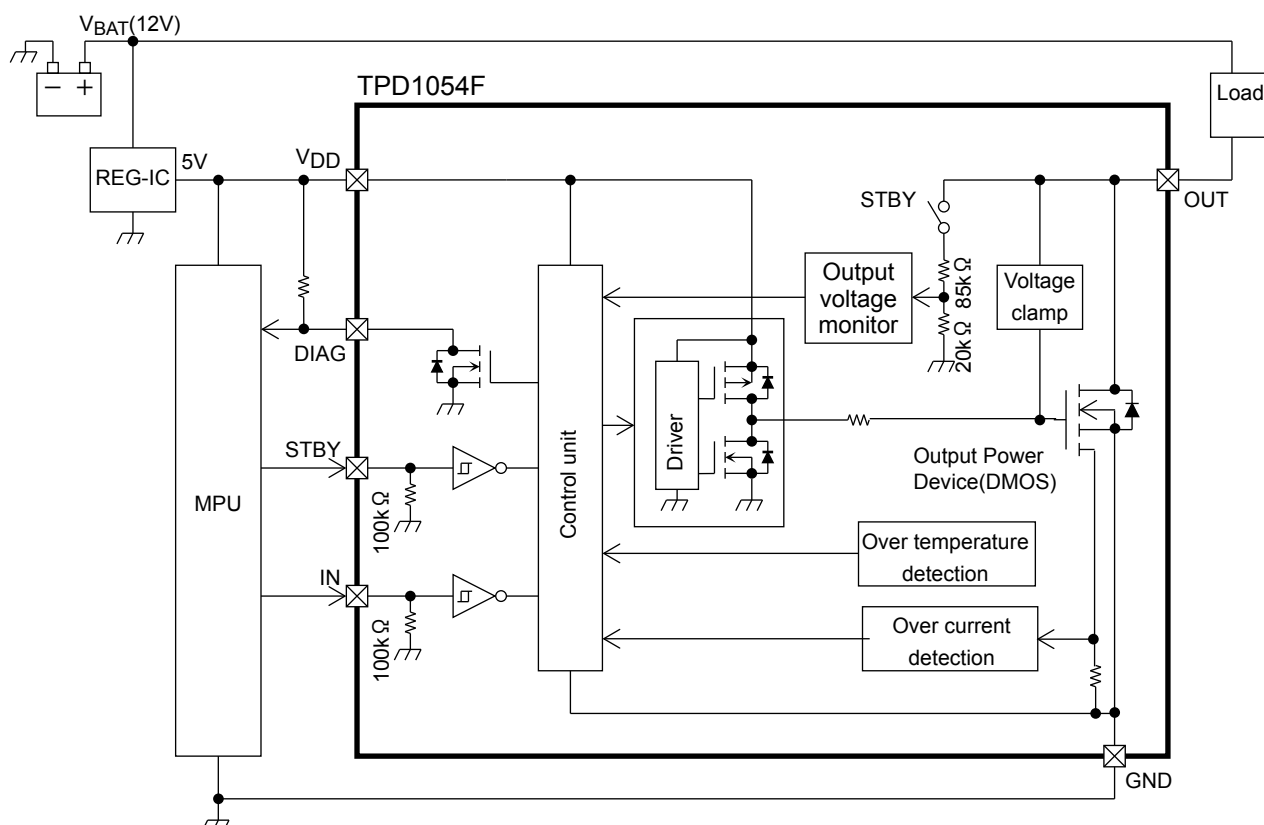 VBAT(12V)
TPD1054F
Load
5V
VDD
REG-IC
STBY
OUT
Output
voltage
monitor
85kΩ
20kΩ
Voltage
clamp
DIAG
Driver
STBY
Output Power
Device(DMOS)
MPU
100kΩ
Control unit
Over temperature
detection
IN
100kΩ
Over current
detection
GND